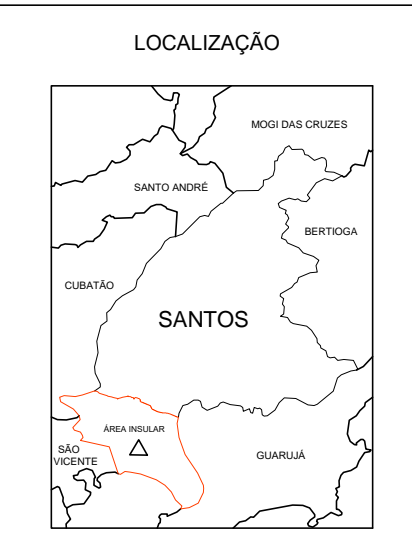 LOCALIZAÇÃO
MOGI DAS CRUZES
SANTO ANDRÉ
BERTIOGA
CUBATÃO
SANTOS
ÁREA INSULAR
SÃO
VICENTE
GUARUJÁ